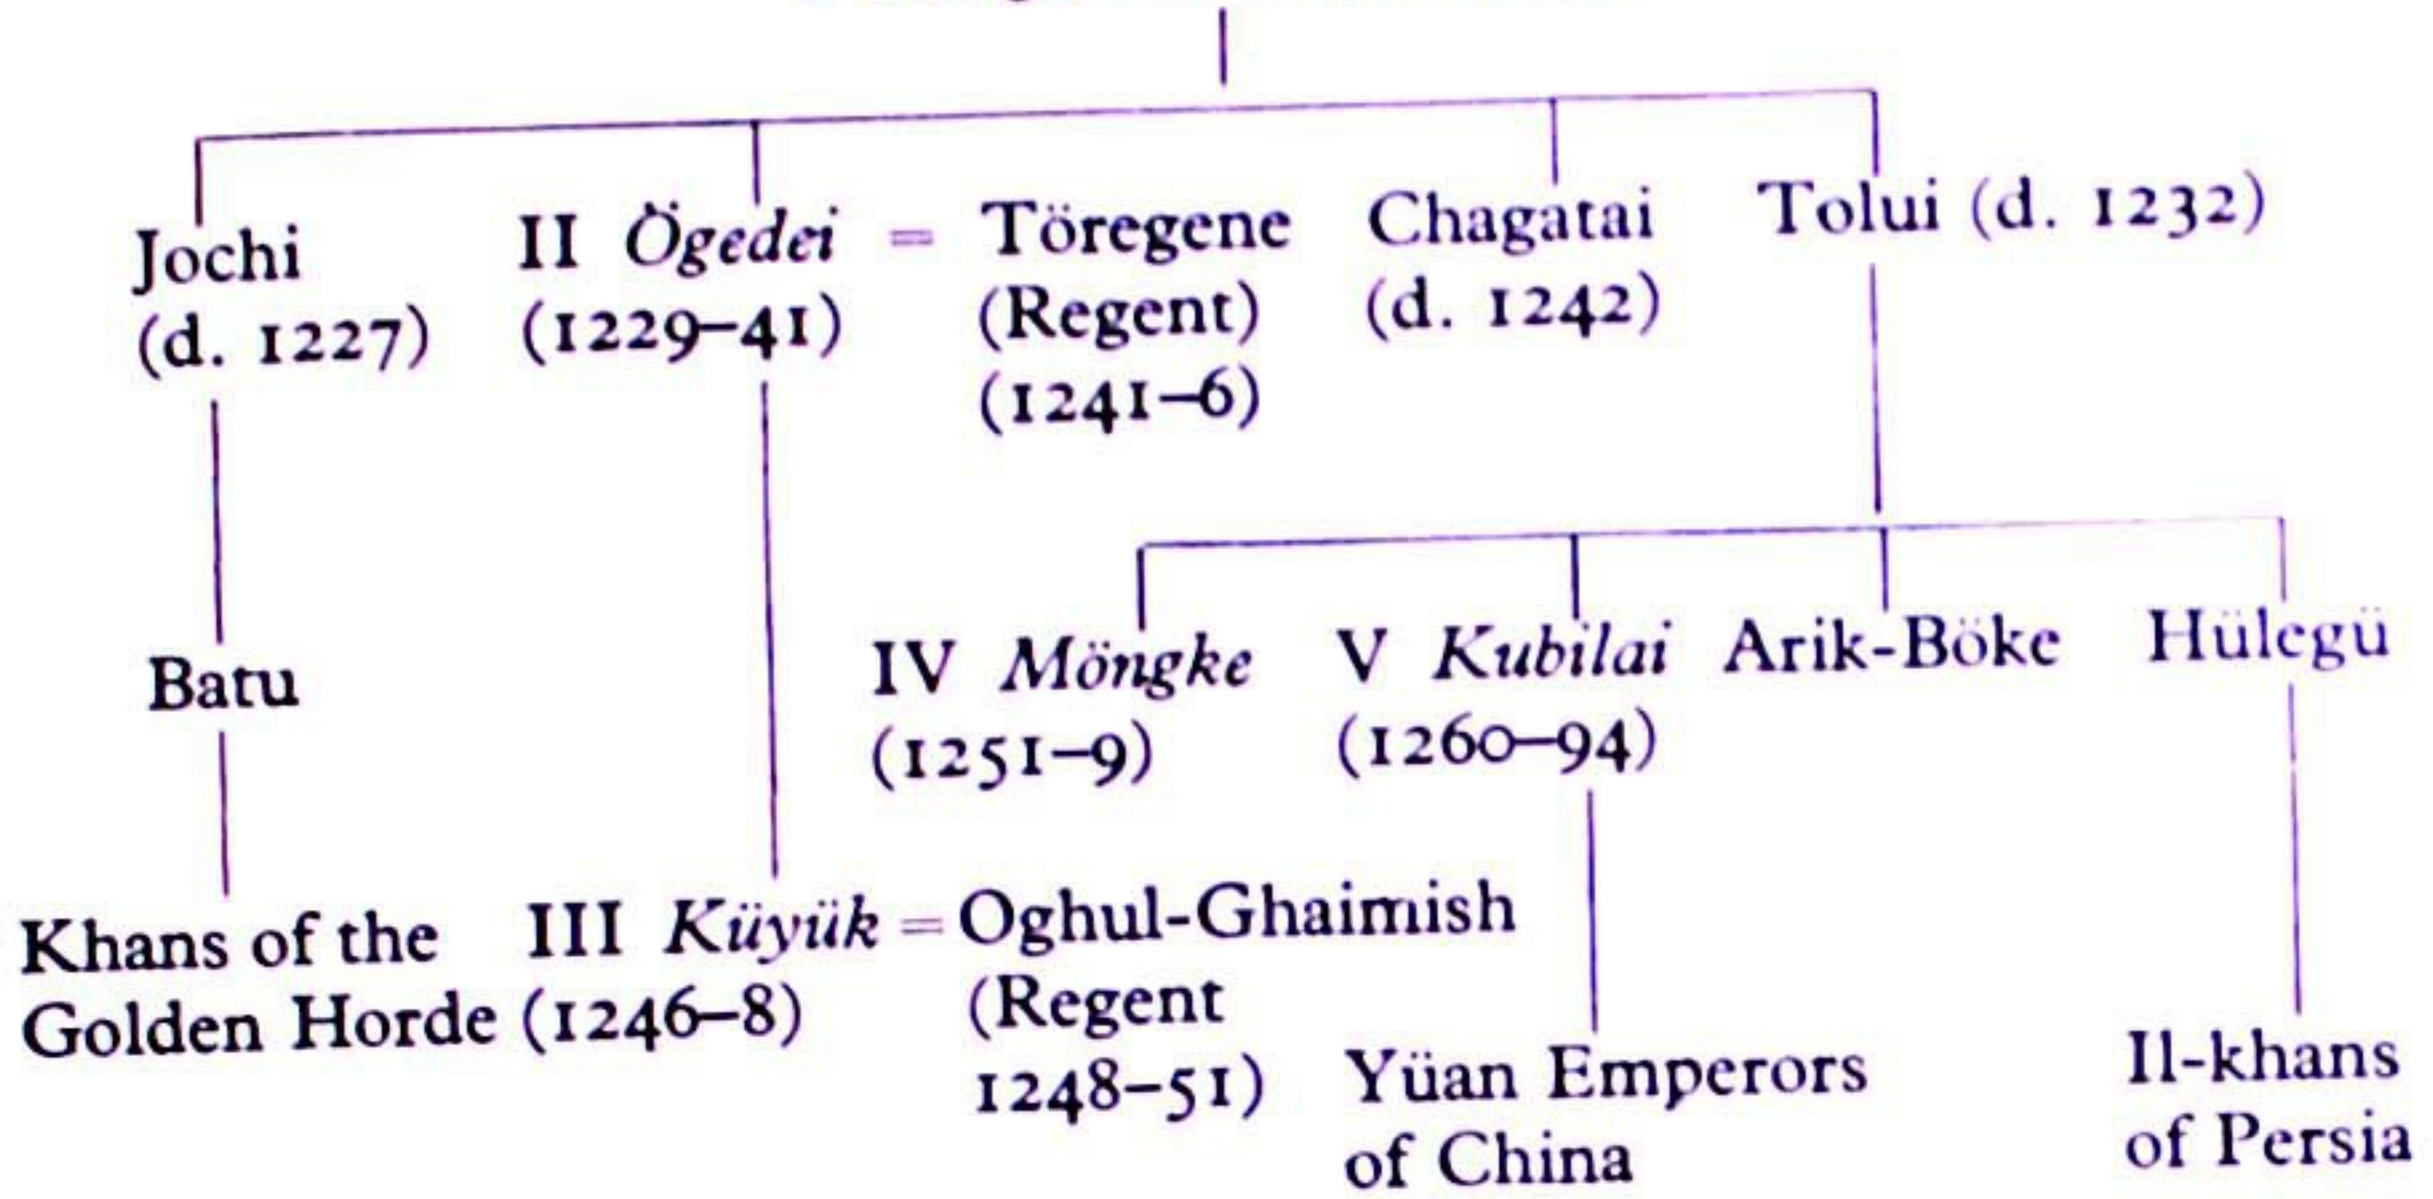 Jochi
(d. 1227)
II Ögedei = Töregene
(1229–41)
(Regent)
(1241–6)
Chagatai
(d. 1242)
Tolui (d. 1232)
Batu
IV Möngke
(1251–9)
V Kubilai
(1260–94)
Arik-Böke
Hülegü
Khans of the
Golden Horde
III Küyük = Oghul-Ghaimish
(1246–8)
(Regent
1248–51)
Yüan Emperors
of China
Il-khans
of Persia